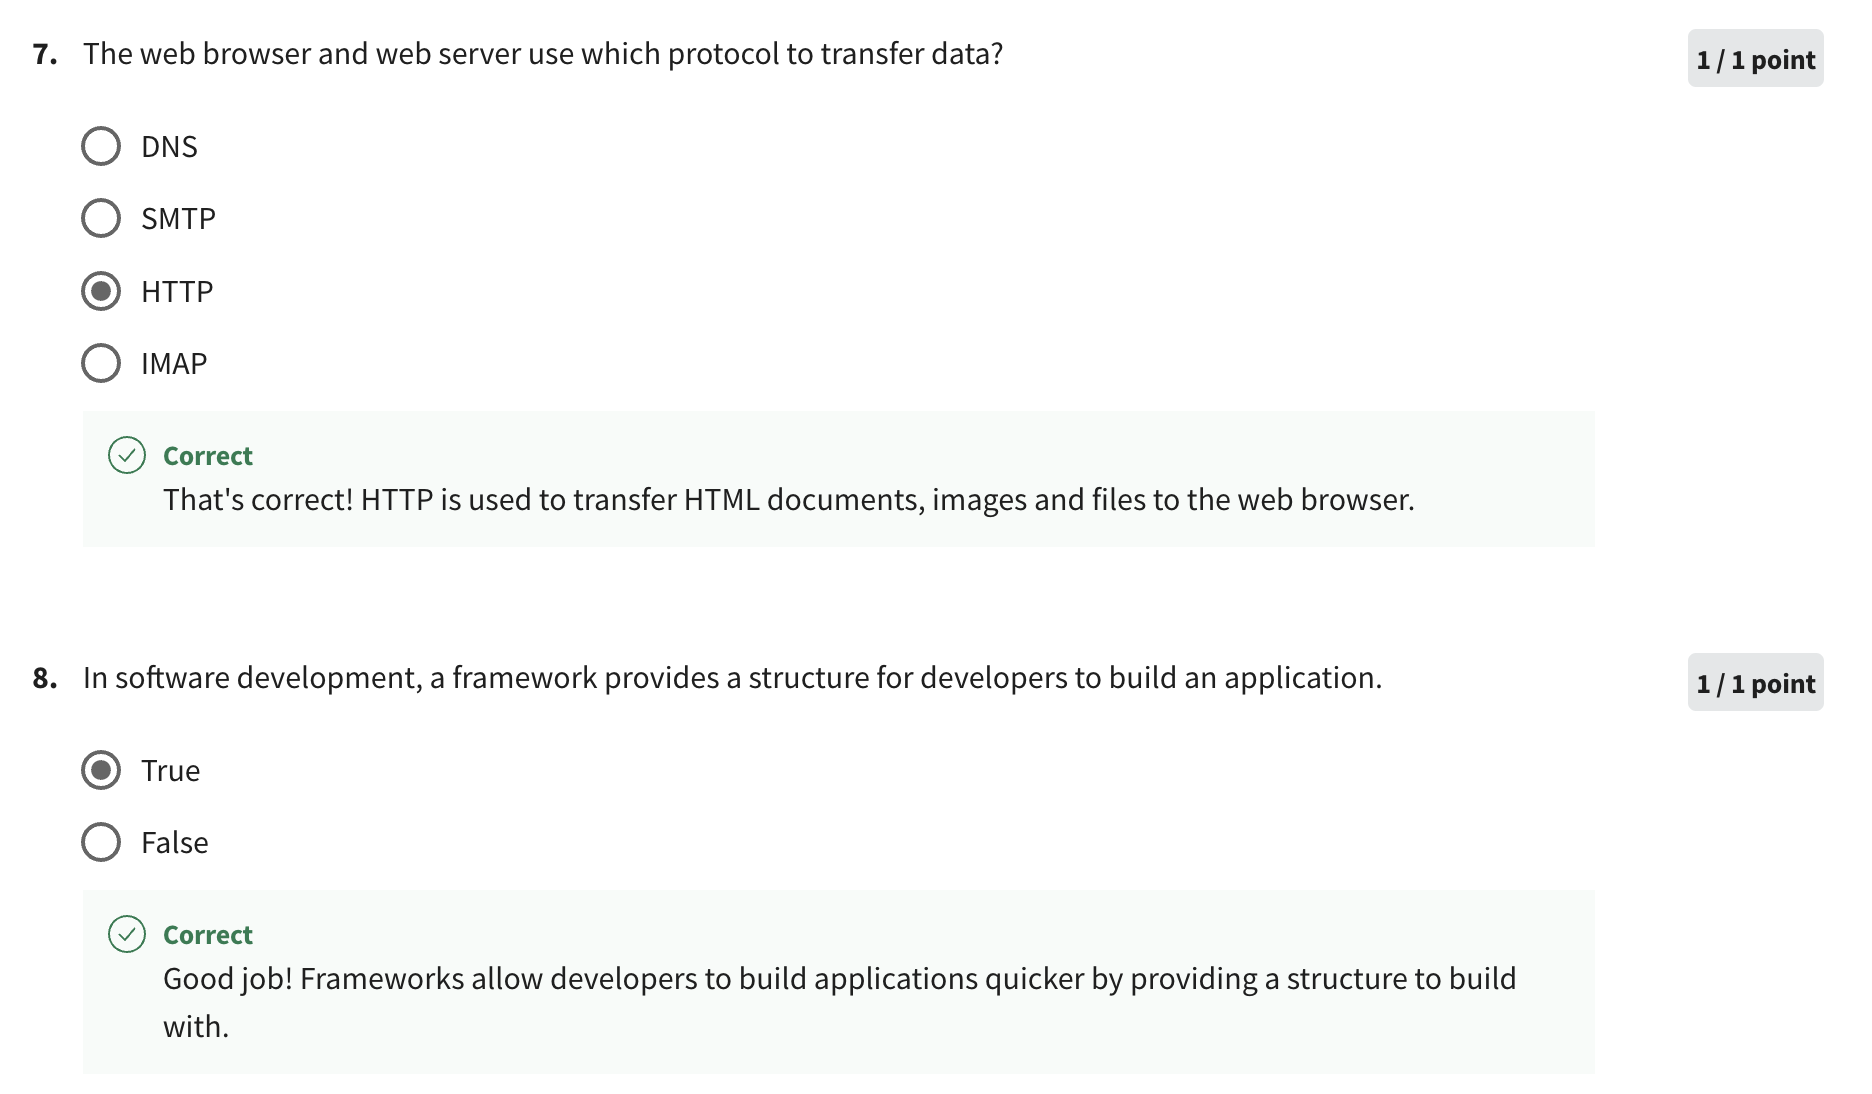 7. The web browser and web server use which protocol to transfer data?
1 / 1 point
DNS
SMTP
HTTP
IMAP
Correct
That's correct! HTTP is used to transfer HTML documents, images and files to the web browser.
8. In software development, a framework provides a structure for developers to build an application.
1 / 1 point
True
False
Correct
Good job! Frameworks allow developers to build applications quicker by providing a structure to build
with.